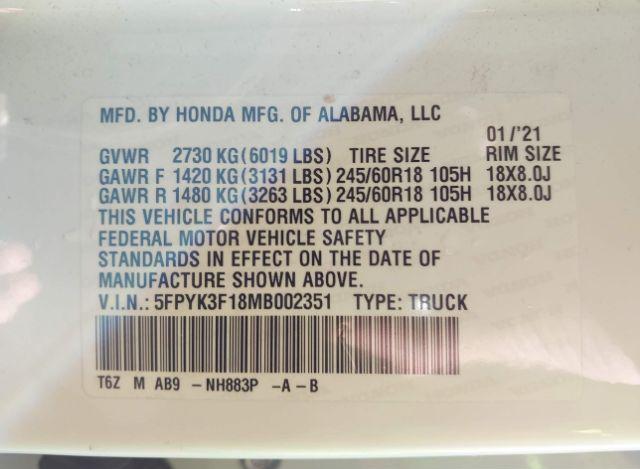 MFD. BY HONDA MFG. OF ALABAMA, LLC
01/'21
GVWR 2730 KG(6019 LBS) TIRE SIZE RIM SIZE
GAWR F 1420 KG(3131 LBS) 245/60R18 105H 18X8.0J
GAWR R 1480 KG(3263 LBS) 245/60R18 105H 18X8.0J
THIS VEHICLE CONFORMS TO ALL APPLICABLE
FEDERAL MOTOR VEHICLE SAFETY
STANDARDS IN EFFECT ON THE DATE OF
MANUFACTURE SHOWN ABOVE.
V.I.N.: 5FPYK3F18MB002351 TYPE: TRUCK
T6Z M AB9 -NH883P -A-B